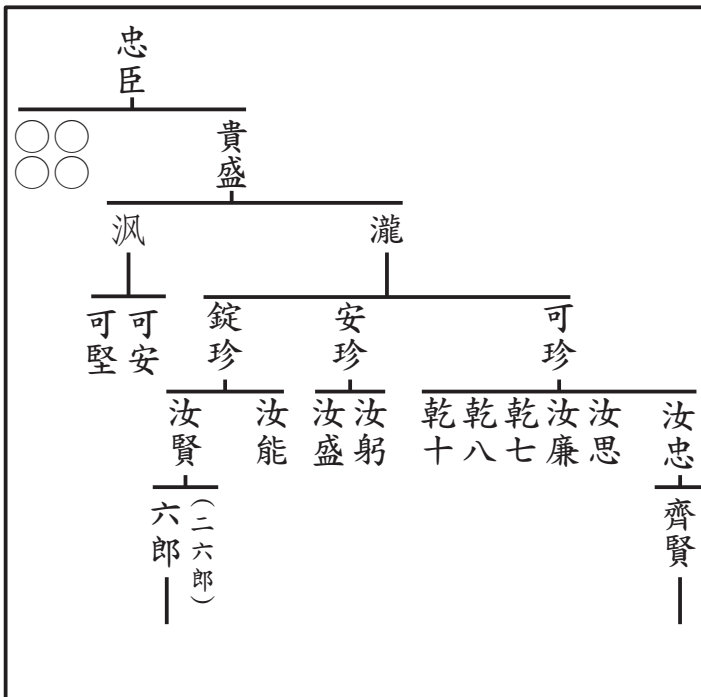 忠臣
貴盛
瀧
沨
可珍
安珍
錠珍
可安
可堅
汝忠
汝思
汝廉
乾七
乾八
乾十
汝躬
汝盛
汝能
汝賢
齊賢
（二六郎）
六郎